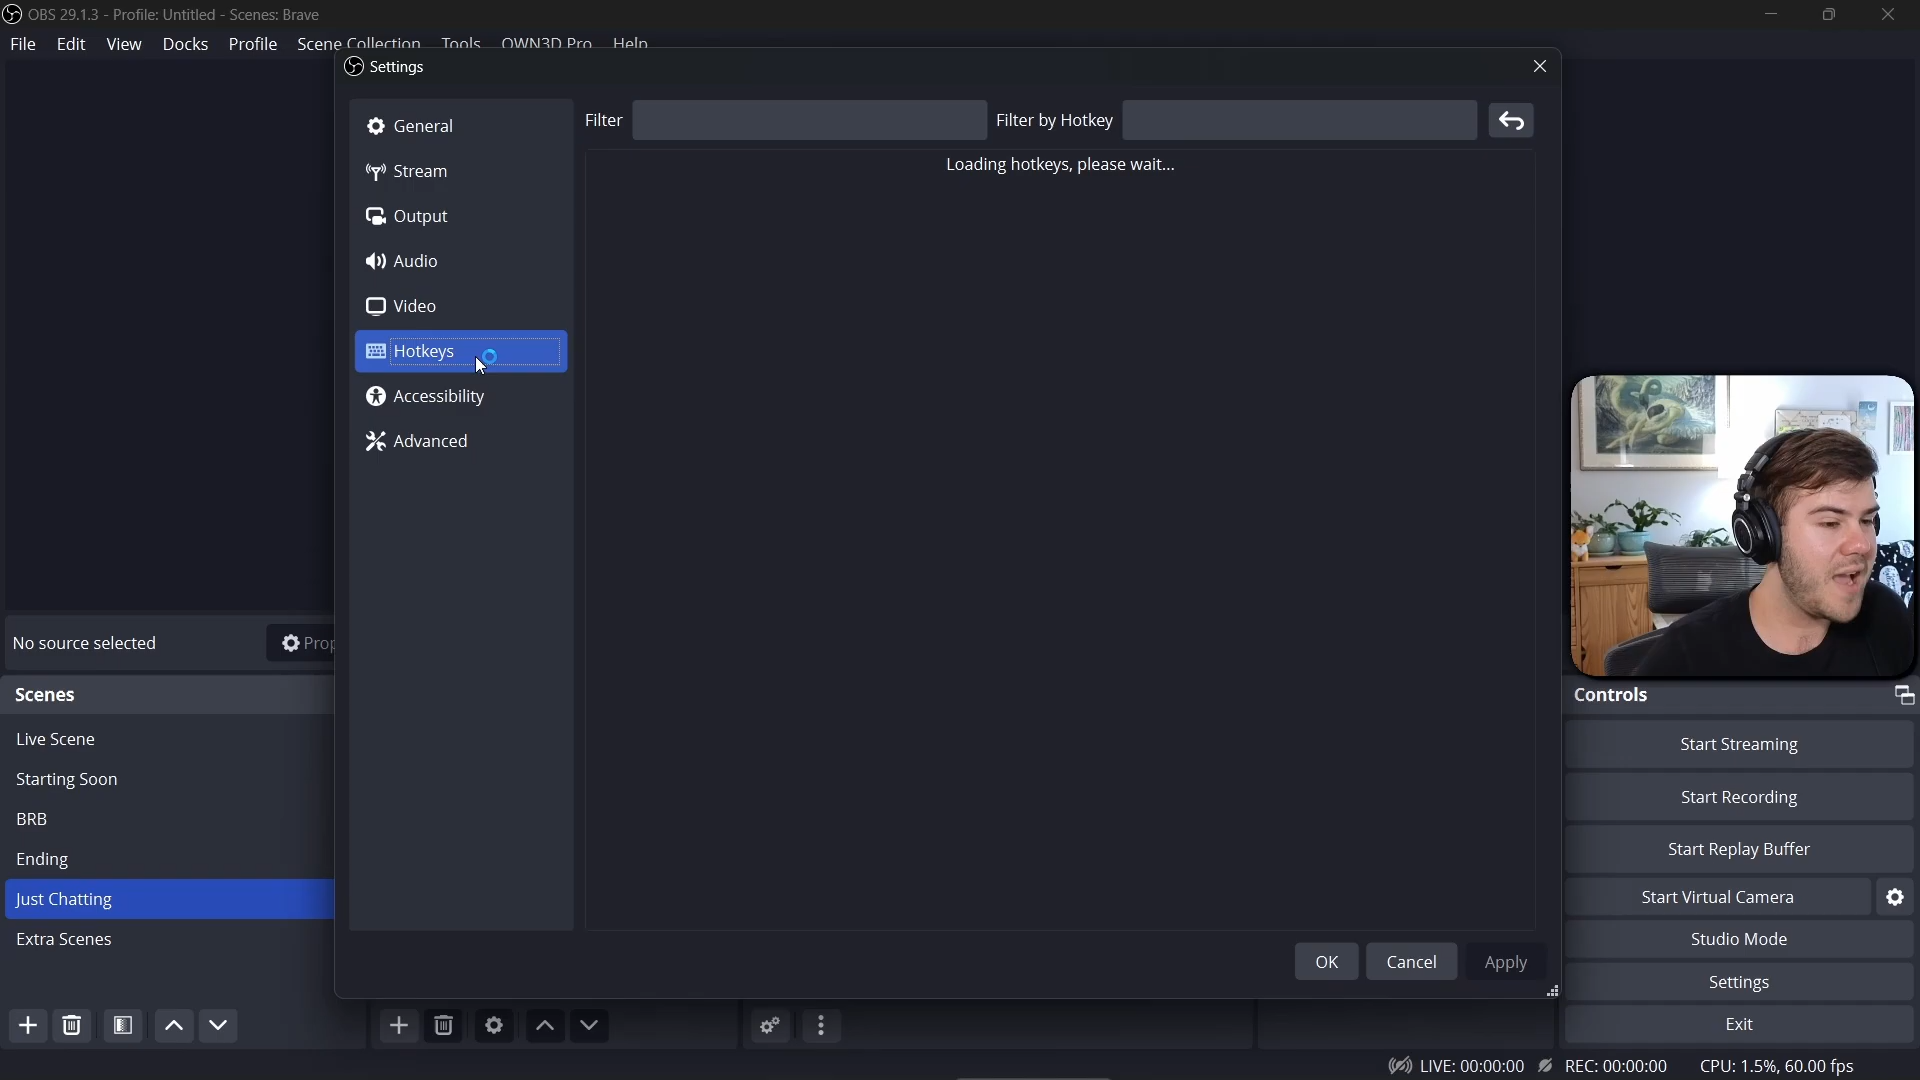 OBS 29.1.3 - Profile: Untitled - Scenes: Brave
File Edit View Docks Profile Scene Collection Tools OWN3D Pro Help
Settings
General
Stream
Output
Audio
Video
Hotkeys
Accessibility
Advanced
Filter Filter by Hotkey
Loading hotkeys, please wait...
OK Cancel Apply
No source selected
Prop
Scenes
Live Scene
Starting Soon
BRB
Ending
Just Chatting
Extra Scenes
Controls
Start Streaming
Start Recording
Start Replay Buffer
Start Virtual Camera
Studio Mode
Settings
Exit
LIVE: 00:00:00 REC: 00:00:00 CPU: 1.5%, 60.00 fps